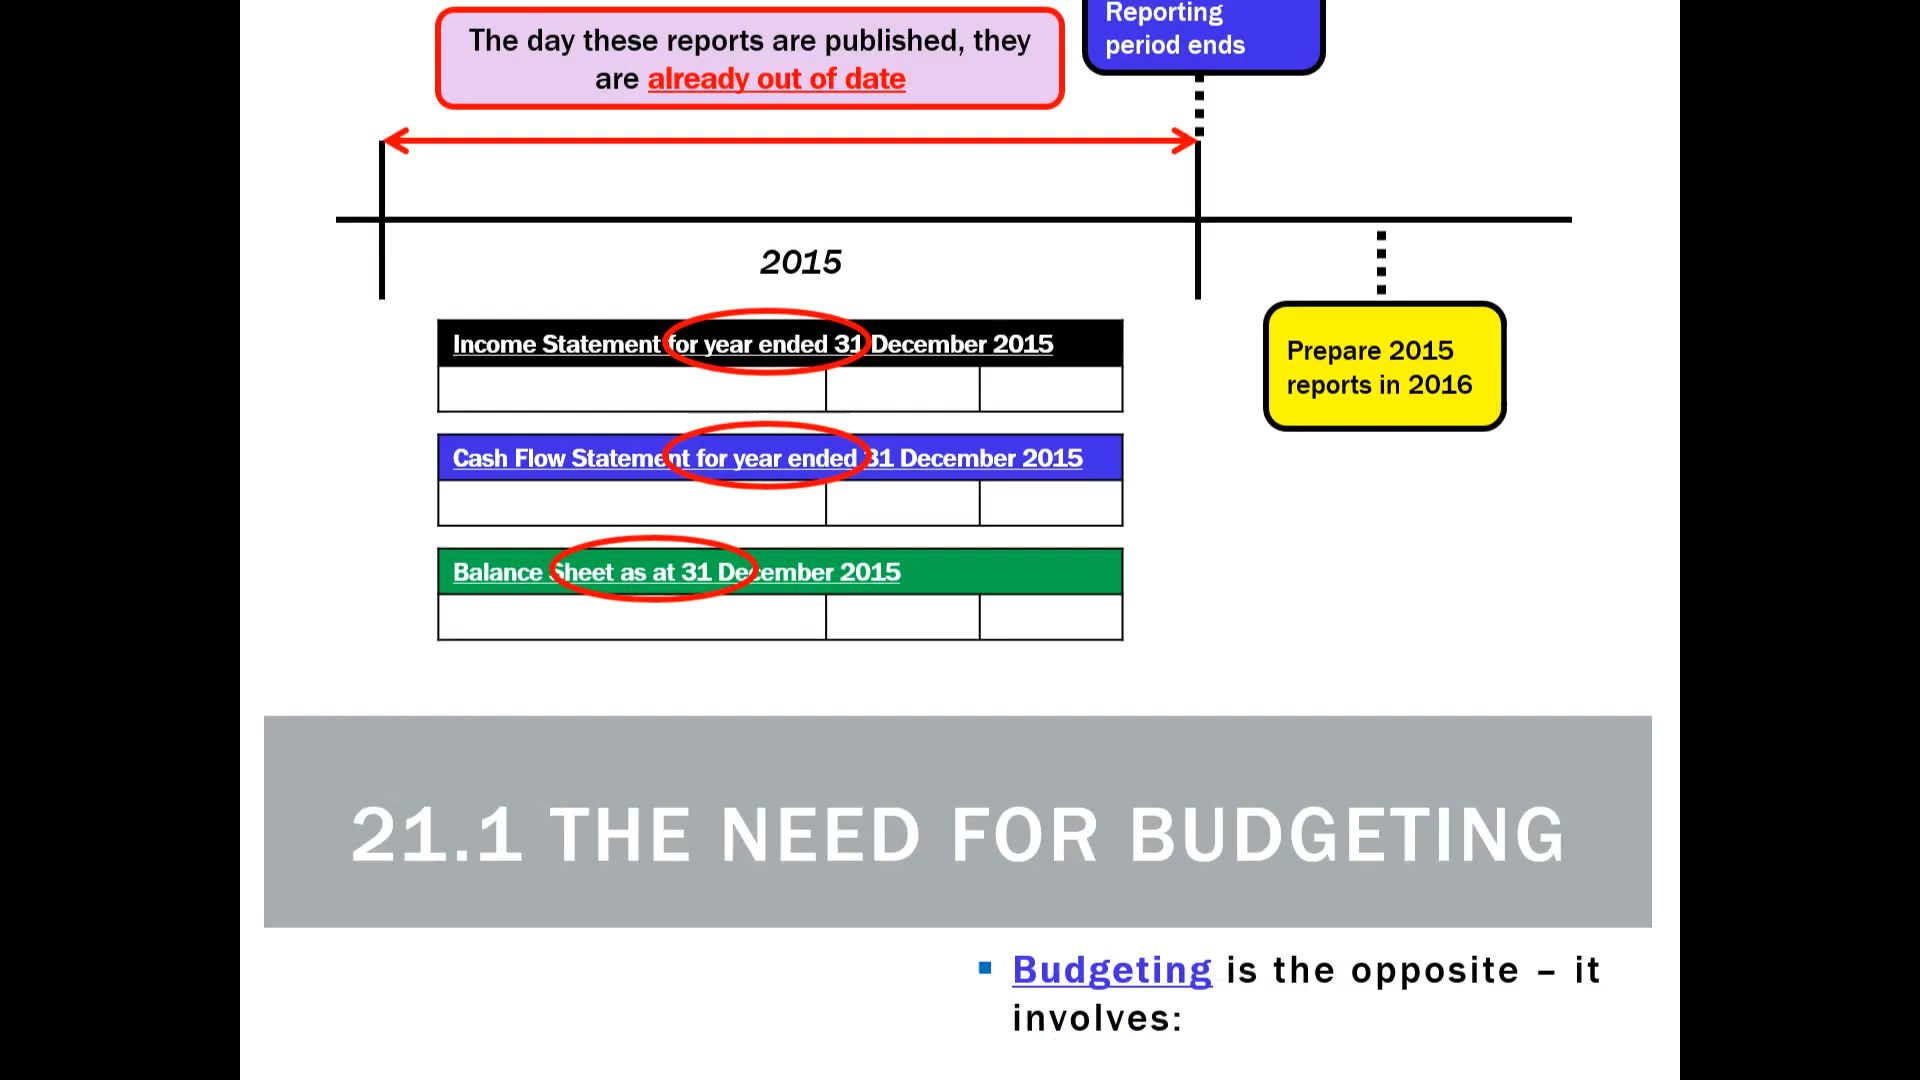 The day these reports are published, they
are already out of date
Reporting
period ends
2015
Income Statement for year ended 31 December 2015
Cash Flow Statement for year ended 31 December 2015
Balance Sheet as at 31 December 2015
Prepare 2015
reports in 2016
21.1 THE NEED FOR BUDGETING
▪ Budgeting is the opposite – it
involves: